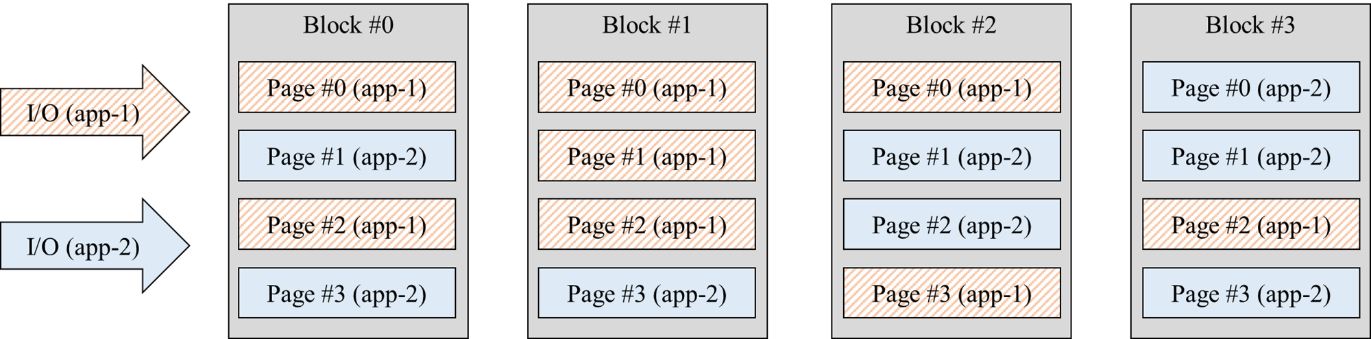 I/O (app-1)
I/O (app-2)
Block #0
Page #0 (app-1)
Page #1 (app-2)
Page #2 (app-1)
Page #3 (app-2)
Block #1
Page #0 (app-1)
Page #1 (app-1)
Page #2 (app-1)
Page #3 (app-2)
Block #2
Page #0 (app-1)
Page #1 (app-2)
Page #2 (app-2)
Page #3 (app-1)
Block #3
Page #0 (app-2)
Page #1 (app-2)
Page #2 (app-1)
Page #3 (app-2)